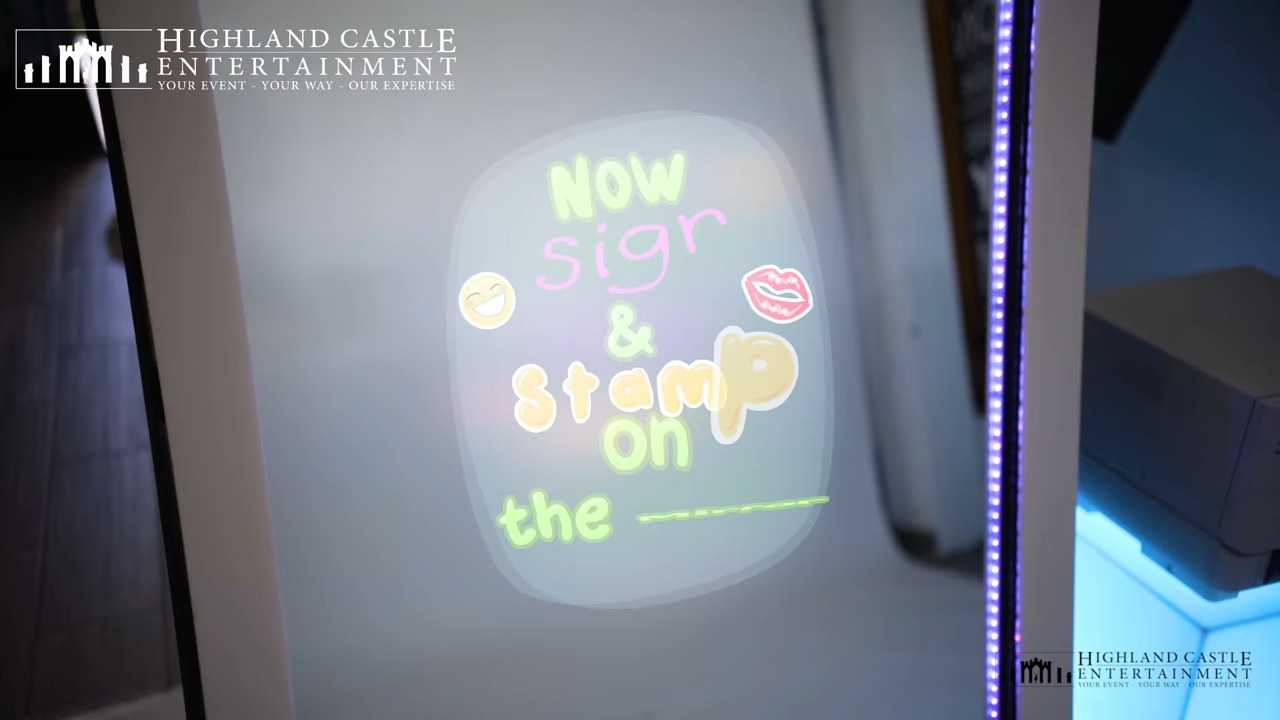 HIGHLAND CASTLE
ENTERTAINMENT
YOUR EVENT - YOUR WAY - OUR EXPERTISE
Now
sigr
&
stamp
on
the
HIGHLAND CASTLE
ENTERTAINMENT
YOUR EVENT - YOUR WAY - OUR EXPERTISE